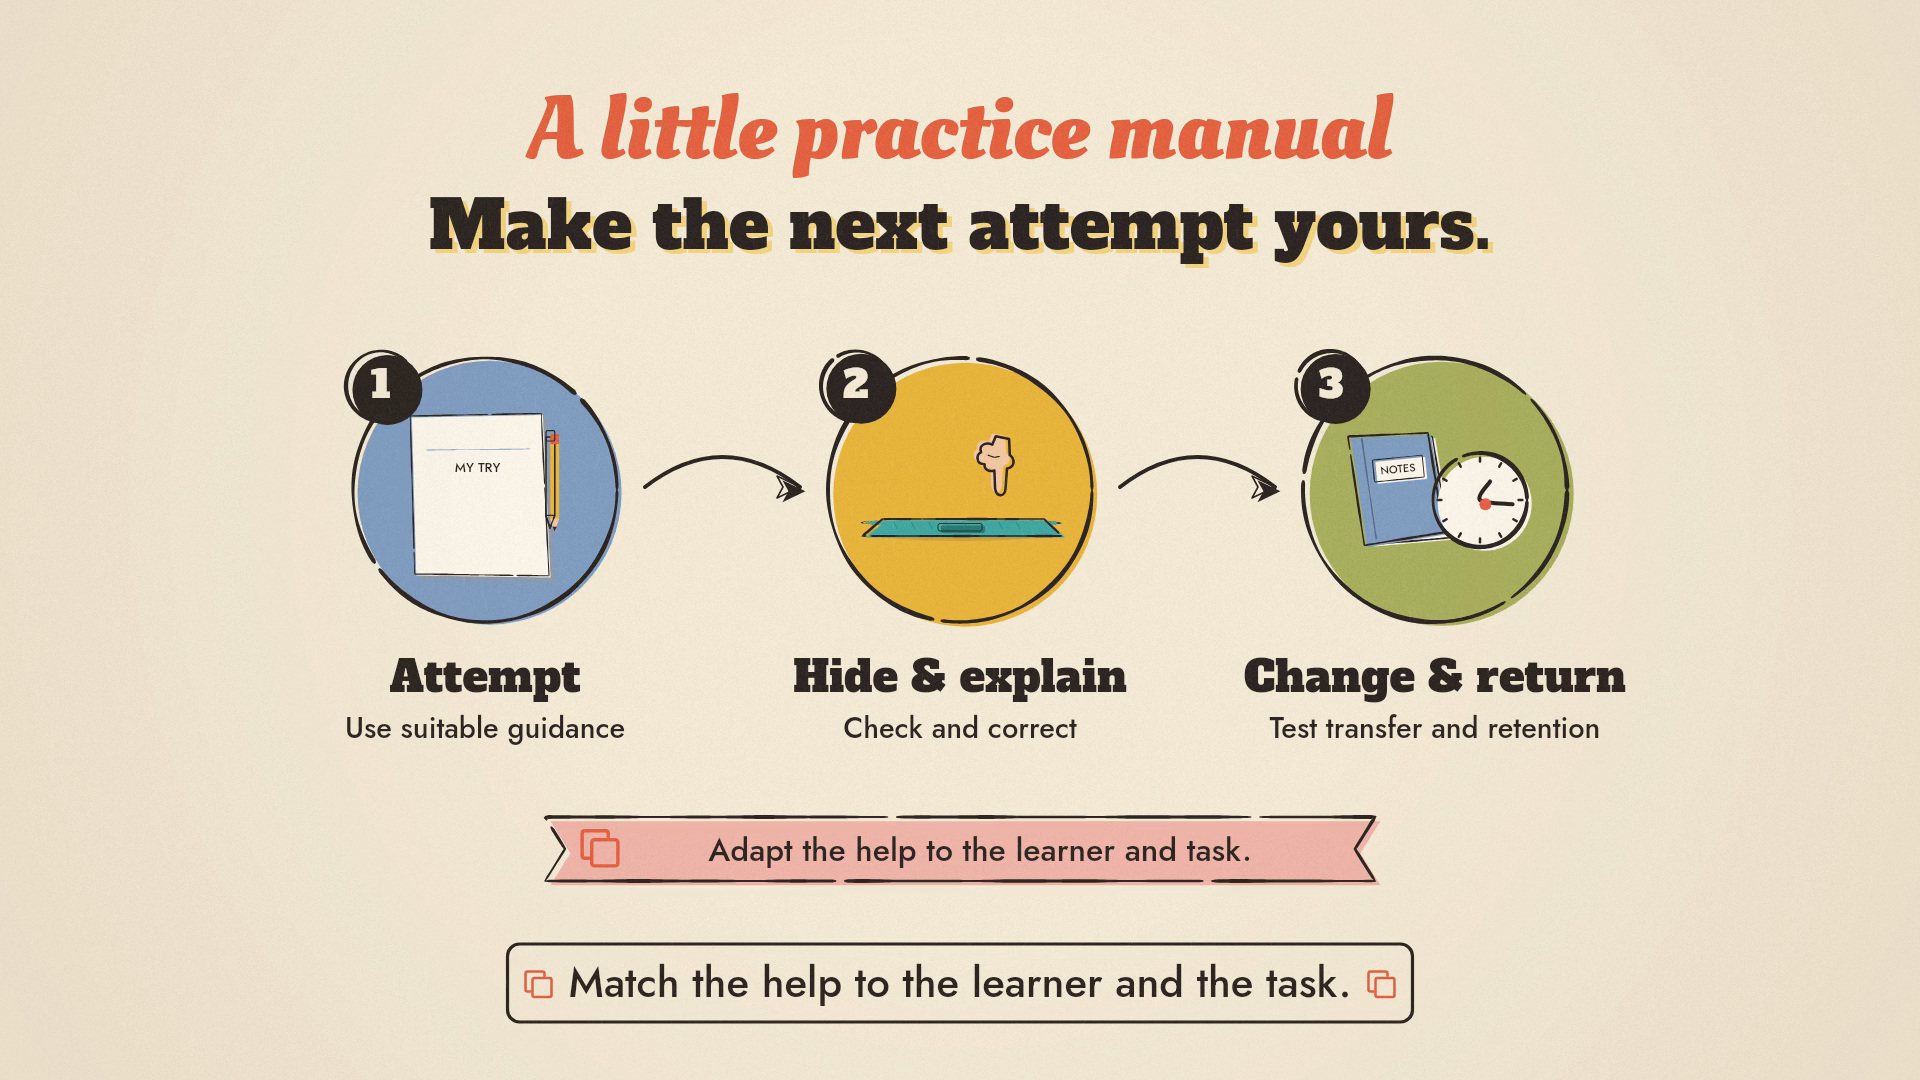 A little practice manual
Make the next attempt yours.
1
2
3
MY TRY
NOTES
Attempt
Hide & explain
Change & return
Use suitable guidance
Check and correct
Test transfer and retention
Adapt the help to the learner and task.
Match the help to the learner and the task.